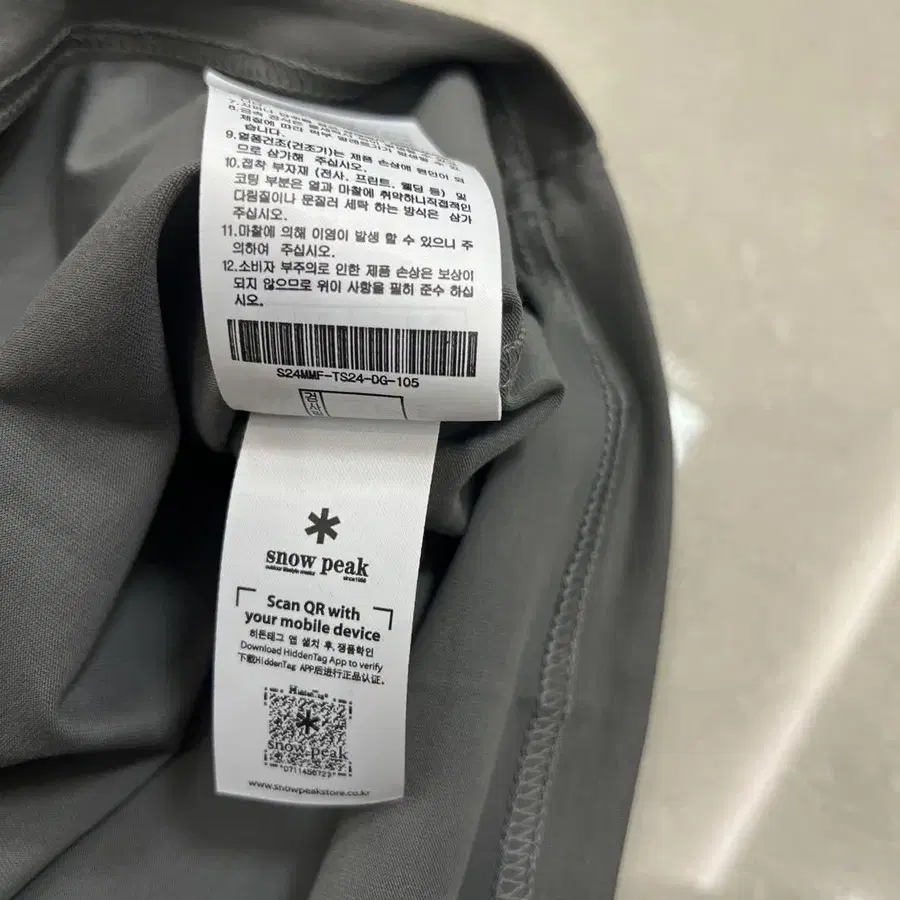 9.열풍건조(건조기)는 제품 손상에 원인이 되
므로 삼가해 주십시오.
10.접착 부자재 (전사. 프린트. 웰딩 등) 및
코팅 부분은 열과 마찰에 취약하니직접적인
다림질이나 문질러 세탁 하는 방식은 삼가
주십시오.
11.마찰에 의해 이염이 발생 할 수 있으니 주
의하여 주십시오.
12.소비자 부주의로 인한 제품 손상은 보상이
되지 않으므로 위이 사항을 필히 준수 하십
시오.
S24MMF-TS24-DG-105
snow peak
outdoor lifestyle creator
since1958
Scan QR with
your mobile device
히든태그 앱 설치 후, 정품확인
Download HiddenTag App to verify
下载HiddenTag APP后进行正品认证.
HiddenTag
snow peak
*0711456723*
www.snowpeakstore.co.kr